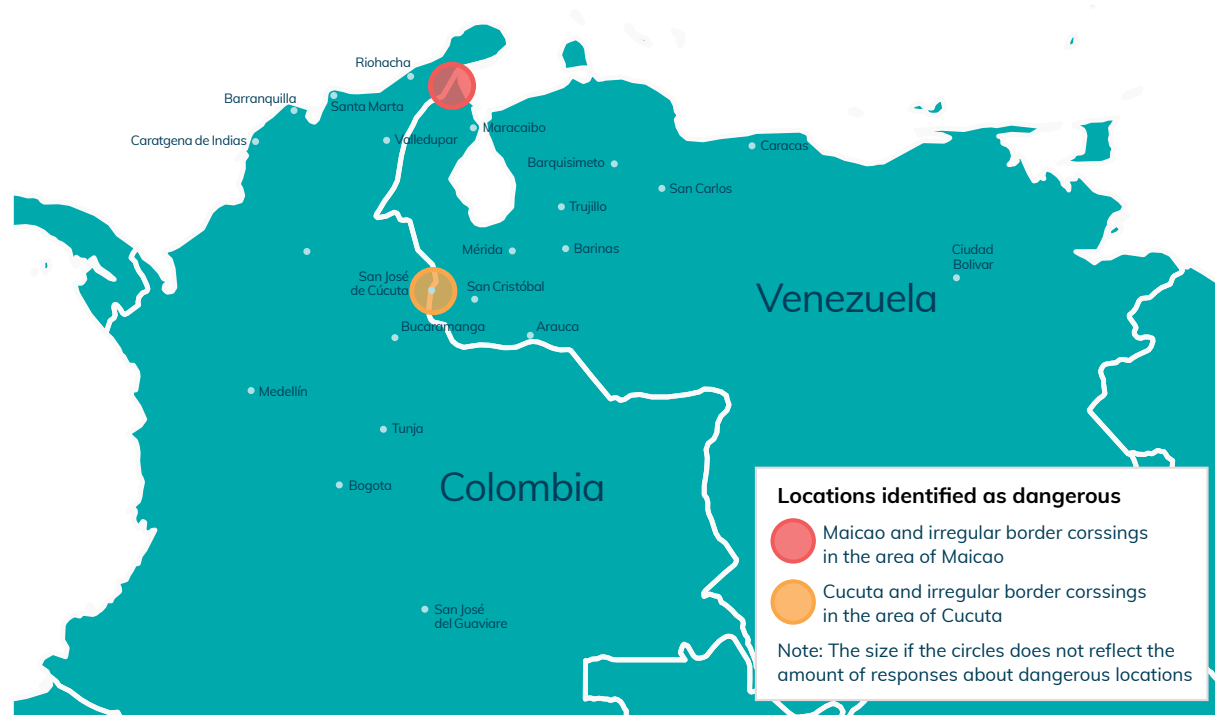 Riohacha
Barranquilla
Santa Marta
Caratgena de Indias
Valledupar
Maracaibo
Caracas
Barquisimeto
San Carlos
Trujillo
Mérida
Barinas
Ciudad
Bolivar
San José
de Cúcuta
San Cristóbal
Venezuela
Bucaramanga
Arauca
Medellín
Tunja
Bogota
Colombia
San José
del Guaviare
Locations identified as dangerous
Maicao and irregular border corssings
in the area of Maicao
Cucuta and irregular border corssings
in the area of Cucuta
Note: The size if the circles does not reflect the
amount of responses about dangerous locations